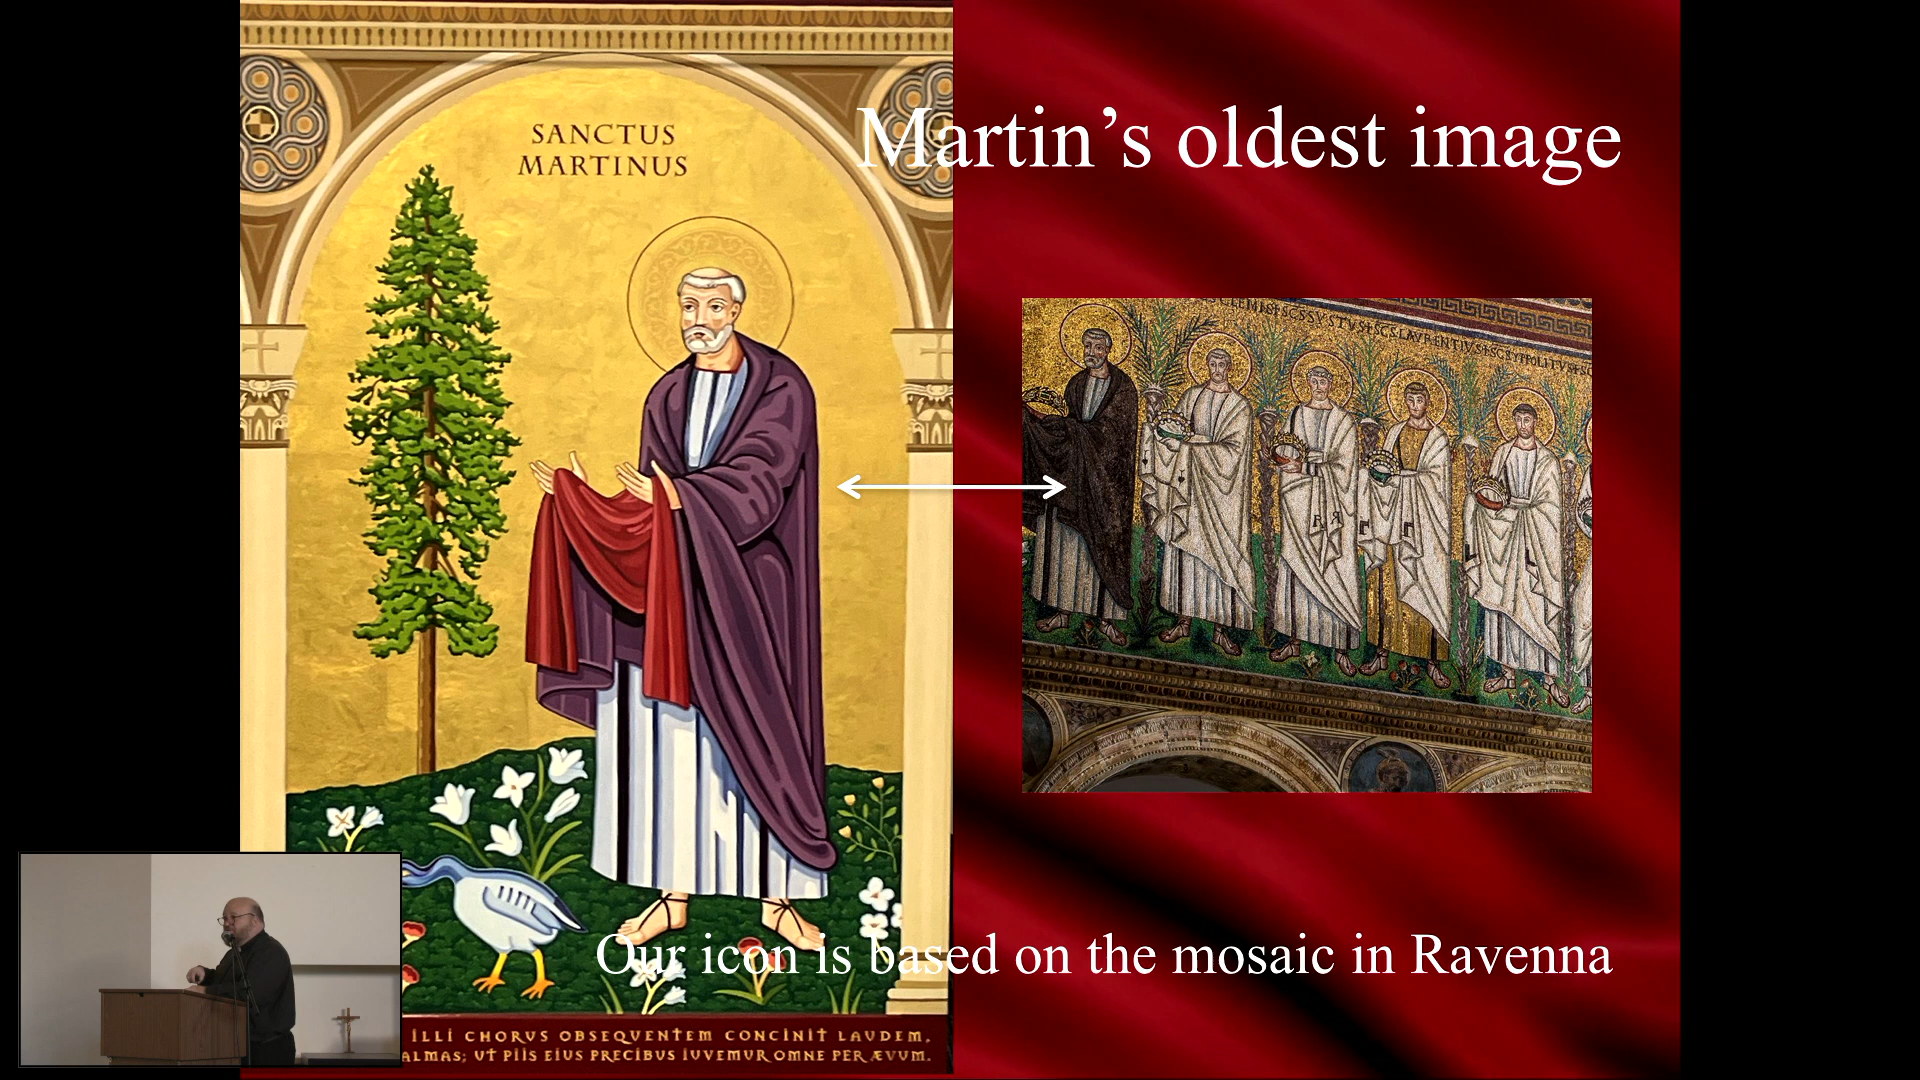 SANCTUS
MARTINUS
Martin’s oldest image
Our icon is based on the mosaic in Ravenna
ILLI CHORUS OBSEQUENTEM CONCINIT LAUDEM,
ALMAS; UT PIIS EIUS PRECIBUS IUVEMUR OMNE PER ÆVUM.